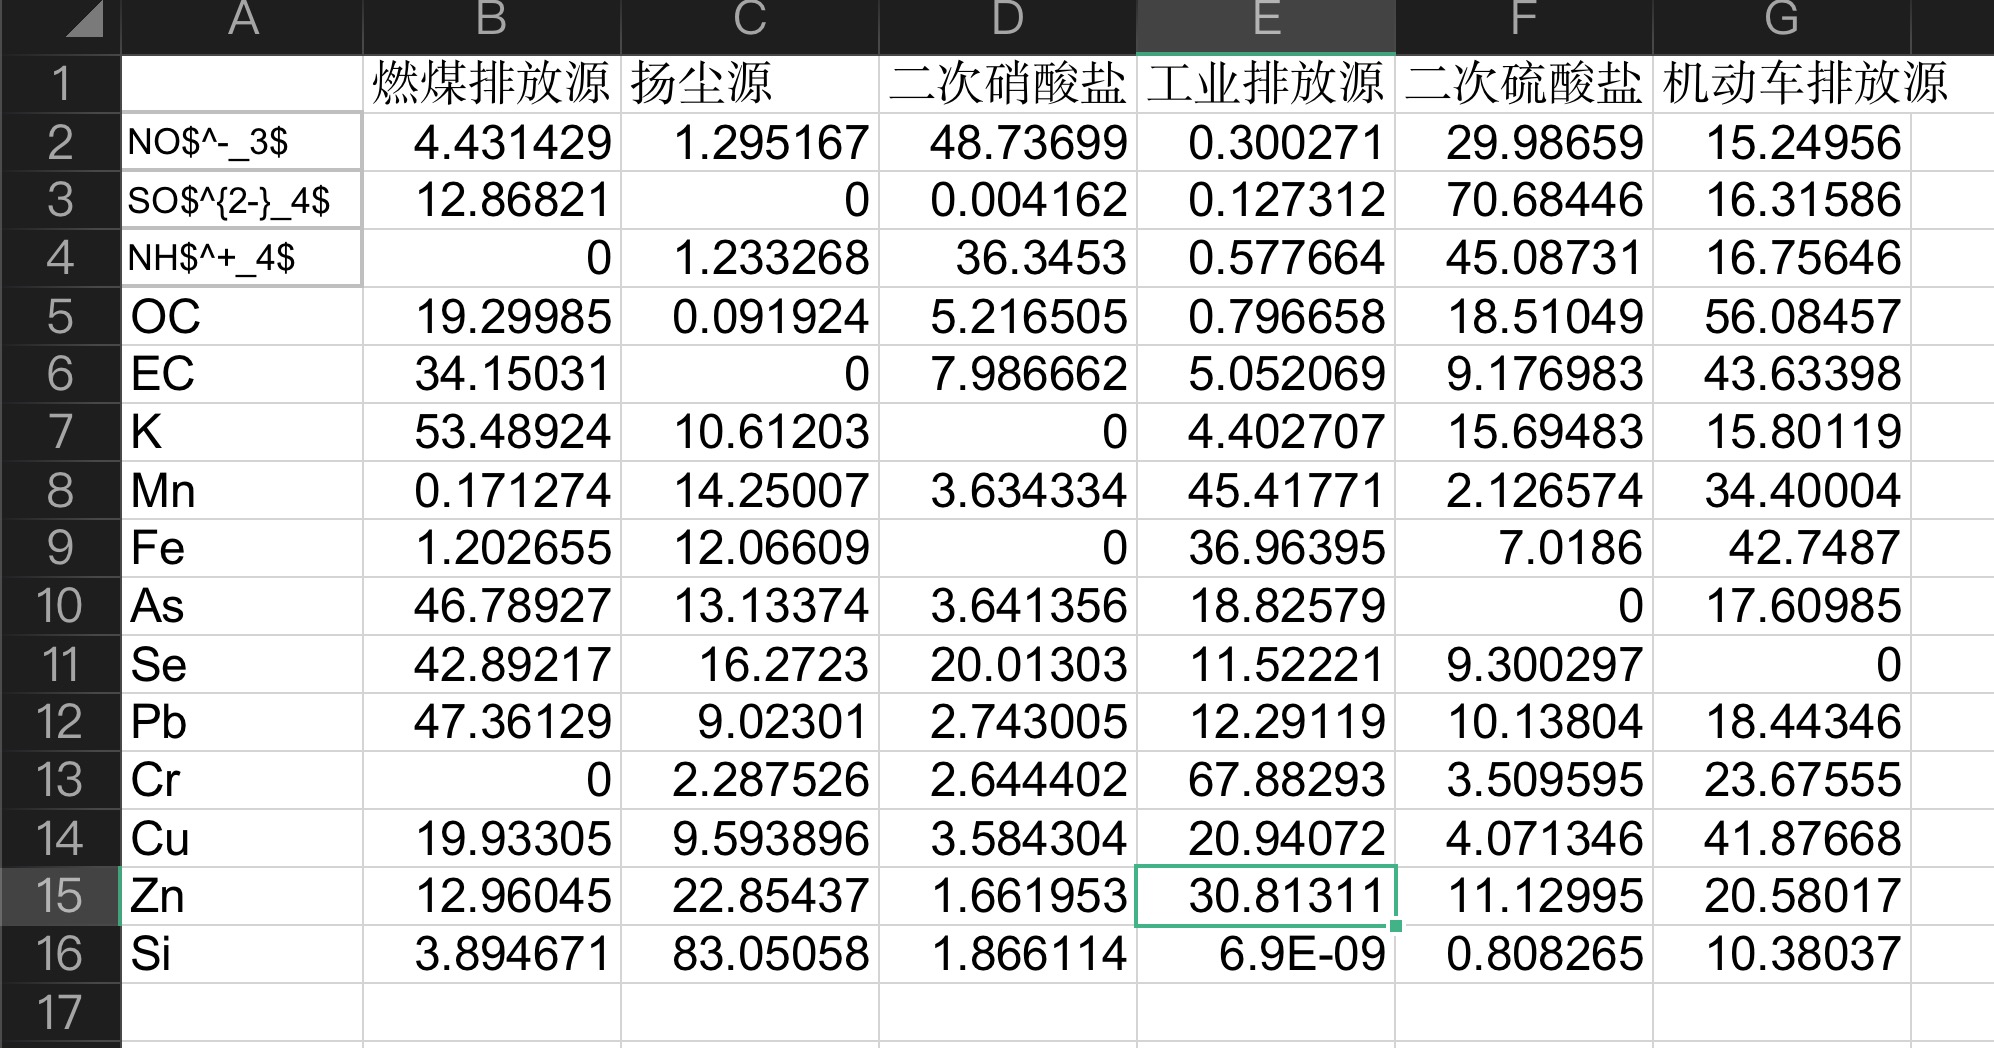 A B C D E F G
1 燃煤排放源 扬尘源 二次硝酸盐 工业排放源 二次硫酸盐 机动车排放源
2 NO$^-_3$ 4.431429 1.295167 48.73699 0.300271 29.98659 15.24956
3 SO$^{2-}_4$ 12.86821 0 0.004162 0.127312 70.68446 16.31586
4 NH$^+_4$ 0 1.233268 36.3453 0.577664 45.08731 16.75646
5 OC 19.29985 0.091924 5.216505 0.796658 18.51049 56.08457
6 EC 34.15031 0 7.986662 5.052069 9.176983 43.63398
7 K 53.48924 10.61203 0 4.402707 15.69483 15.80119
8 Mn 0.171274 14.25007 3.634334 45.41771 2.126574 34.40004
9 Fe 1.202655 12.06609 0 36.96395 7.0186 42.7487
10 As 46.78927 13.13374 3.641356 18.82579 0 17.60985
11 Se 42.89217 16.2723 20.01303 11.52221 9.300297 0
12 Pb 47.36129 9.02301 2.743005 12.29119 10.13804 18.44346
13 Cr 0 2.287526 2.644402 67.88293 3.509595 23.67555
14 Cu 19.93305 9.593896 3.584304 20.94072 4.071346 41.87668
15 Zn 12.96045 22.85437 1.661953 30.81311 11.12995 20.58017
16 Si 3.894671 83.05058 1.866114 6.9E-09 0.808265 10.38037
17